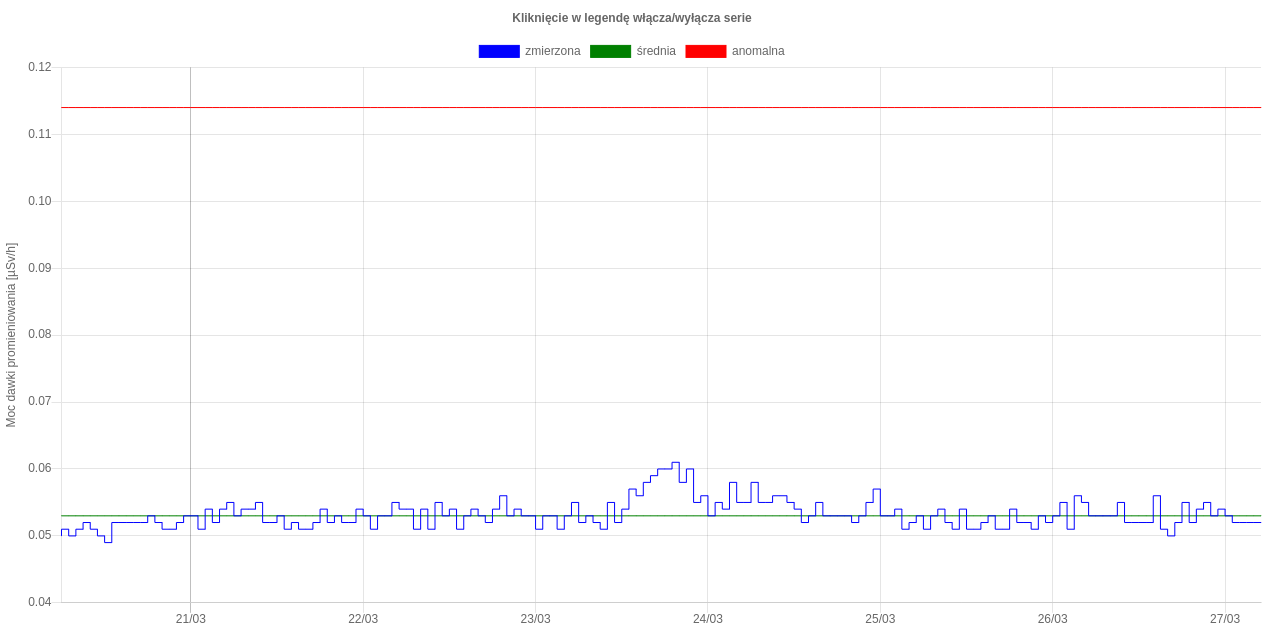 Kliknięcie w legendę włącza/wyłącza serie
zmierzona średnia anomalna
Moc dawki promieniowania [µSv/h]
0.12
0.11
0.10
0.09
0.08
0.07
0.06
0.05
0.04
21/03 22/03 23/03 24/03 25/03 26/03 27/03